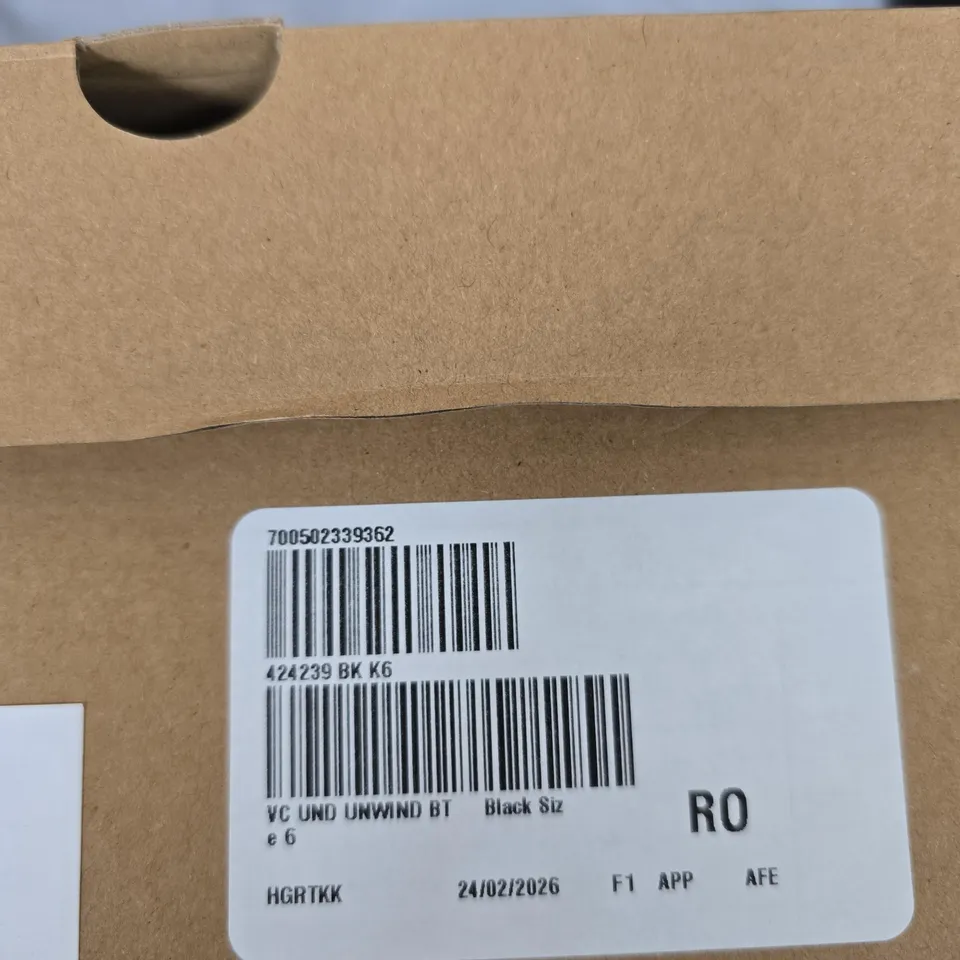 700502339362
424239 BK K6
VC UND UNWIND BT Black Siz
e 6
RO
HGRTKK 24/02/2026 F1 APP AFE